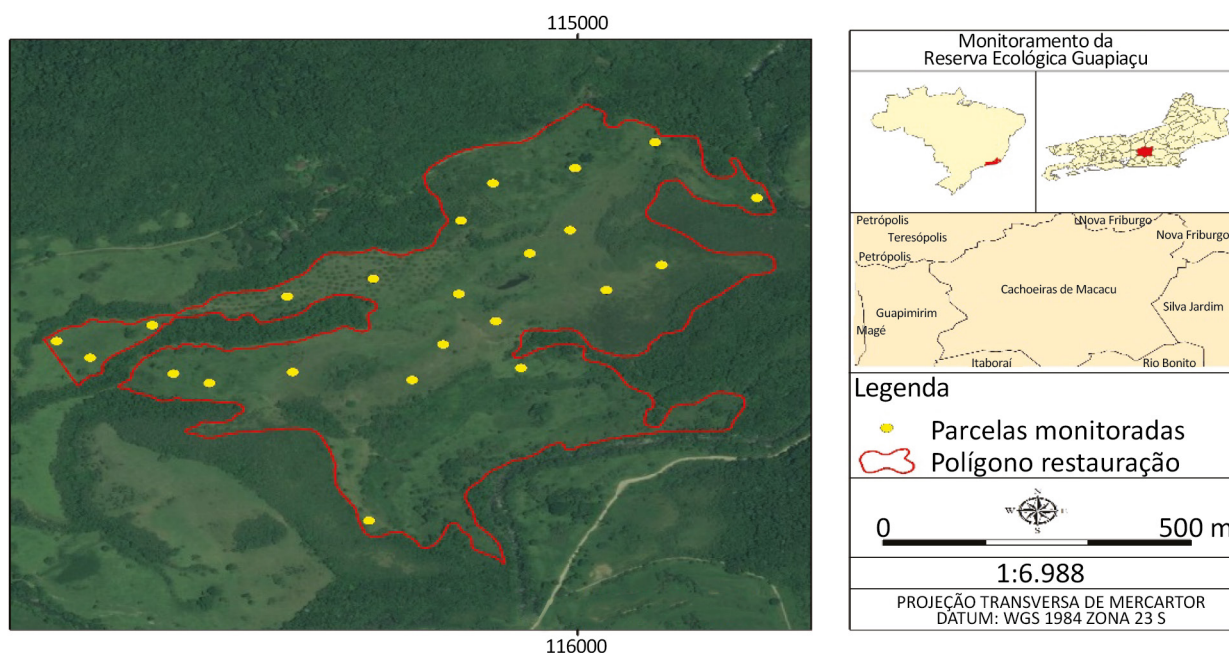 115000
116000
Monitoramento da
Reserva Ecológica Guapiaçu
Petrópolis
Nova Friburgo
Teresópolis
Nova Friburgo
Petrópolis
Cachoeiras de Macacu
Silva Jardim
Guapimirim
Magé
Itaboraí
Rio Bonito
Legenda
Parcelas monitoradas
Polígono restauração
N
W
E
S
0
500 m
1:6.988
PROJEÇÃO TRANSVERSA DE MERCARTOR
DATUM: WGS 1984 ZONA 23 S